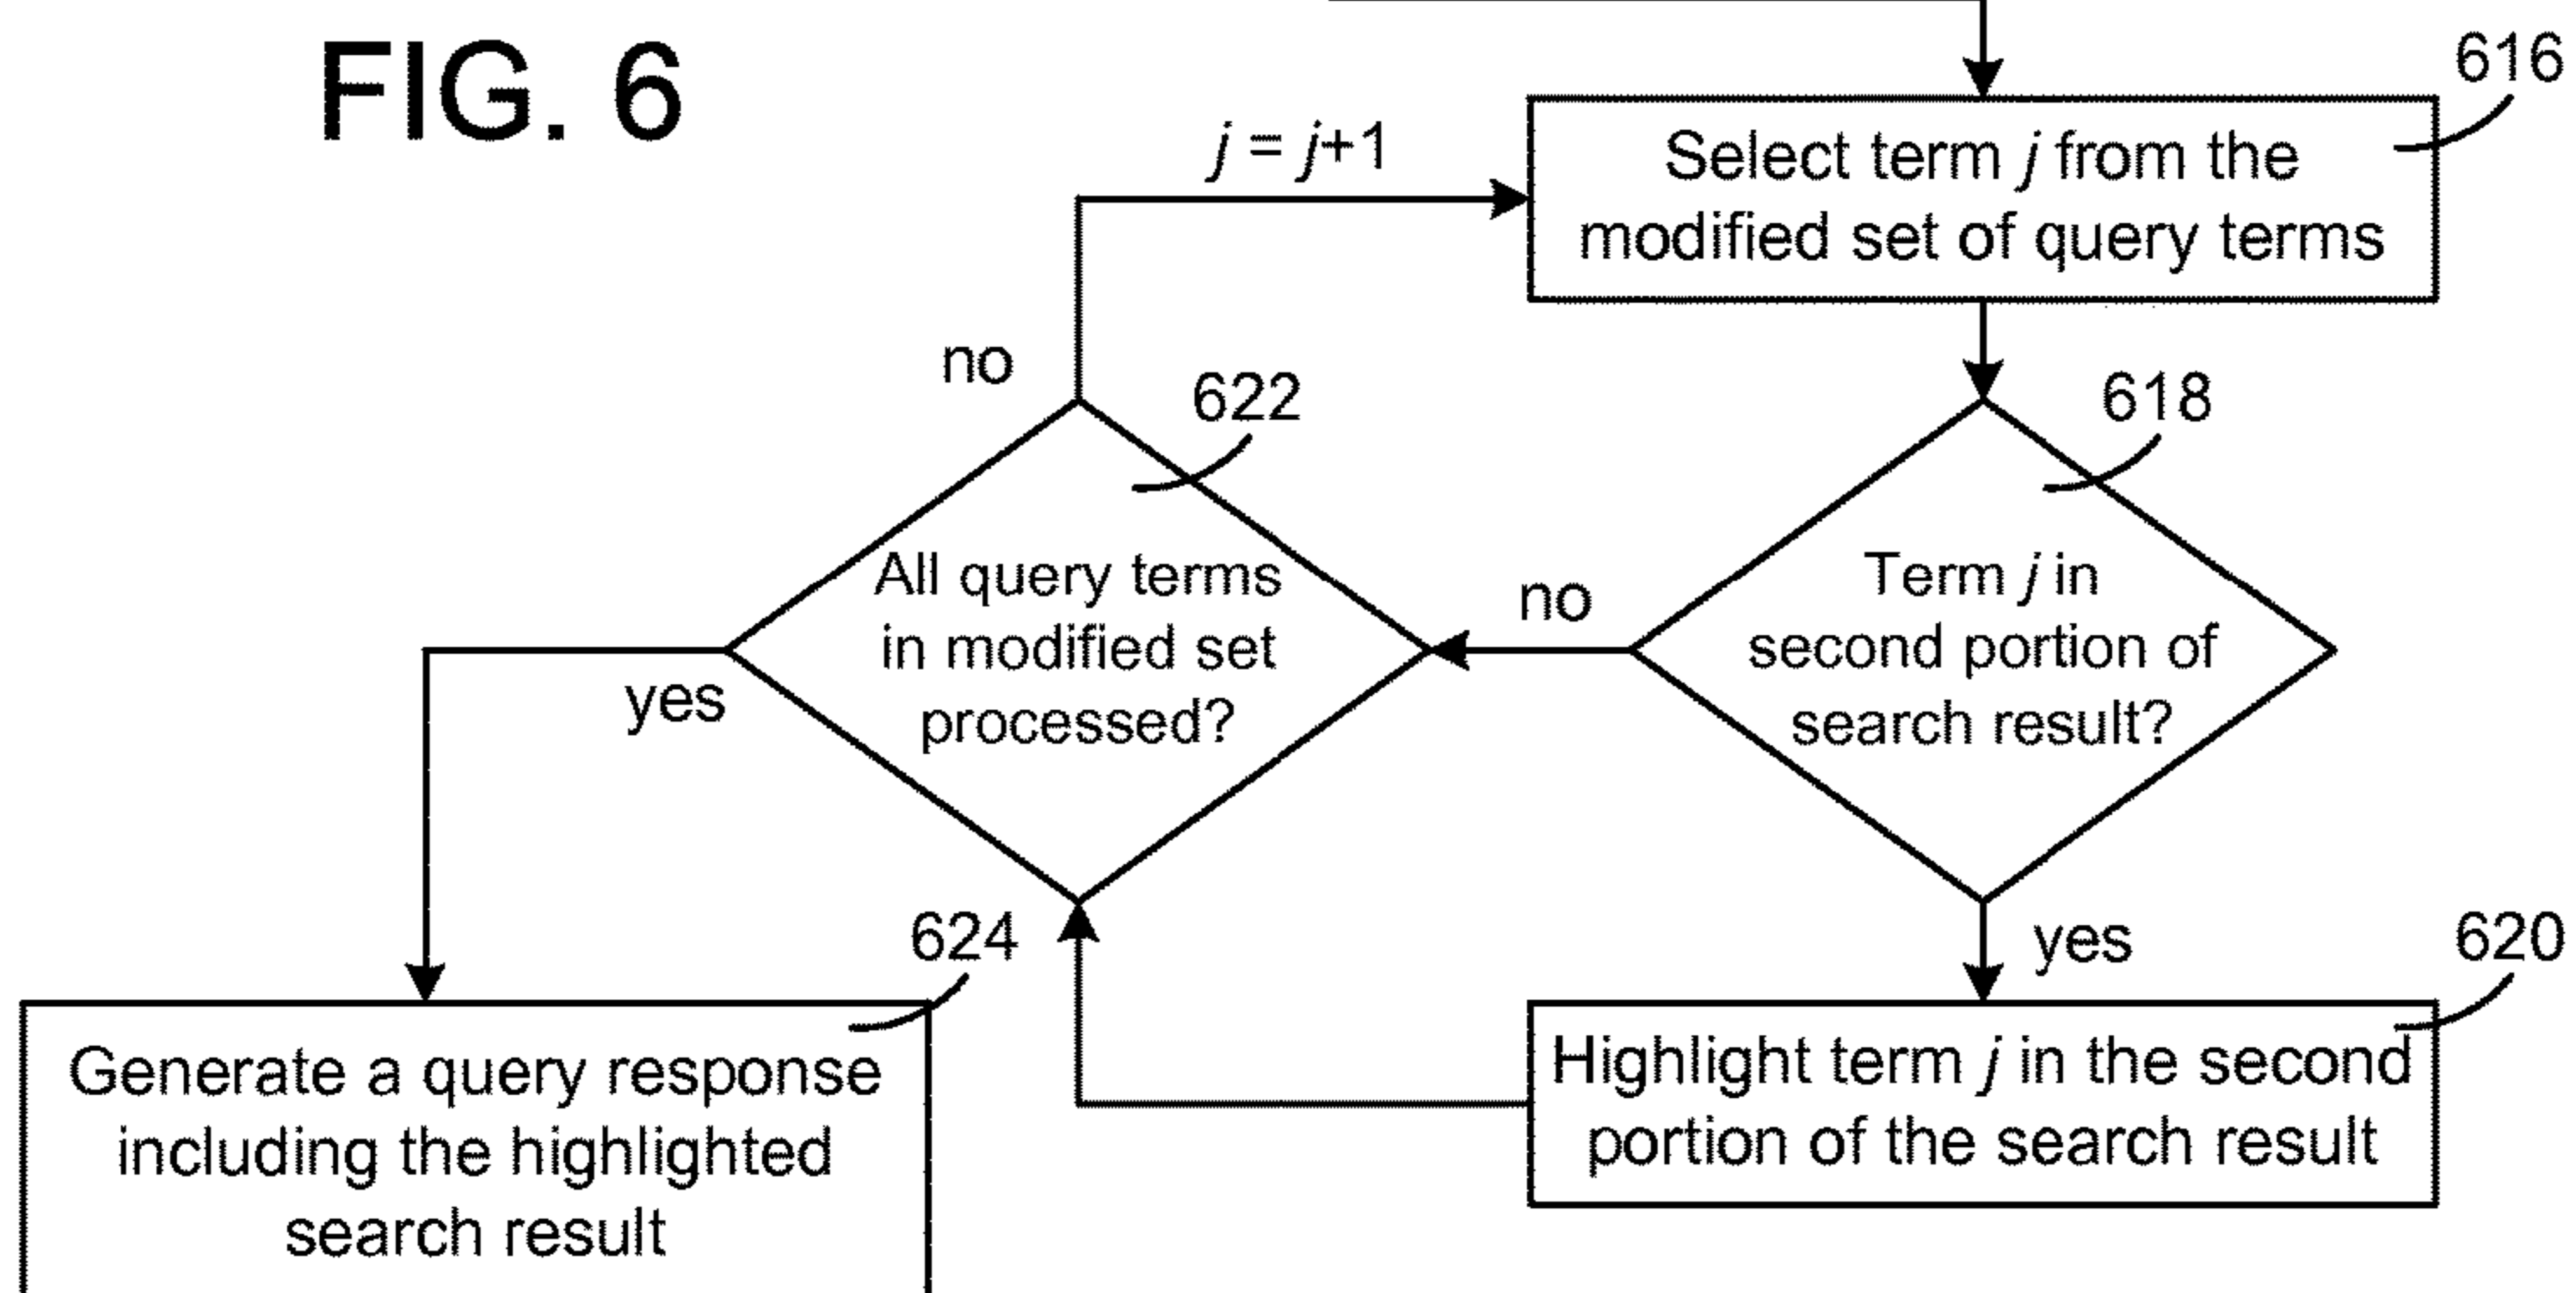 FIG. 6
616
j = j+1
Select term j from the
modified set of query terms
no
622
618
All query terms
in modified set
processed?
no
Term j in
second portion of
search result?
yes
624
yes
620
Generate a query response
including the highlighted
search result
Highlight term j in the second
portion of the search result